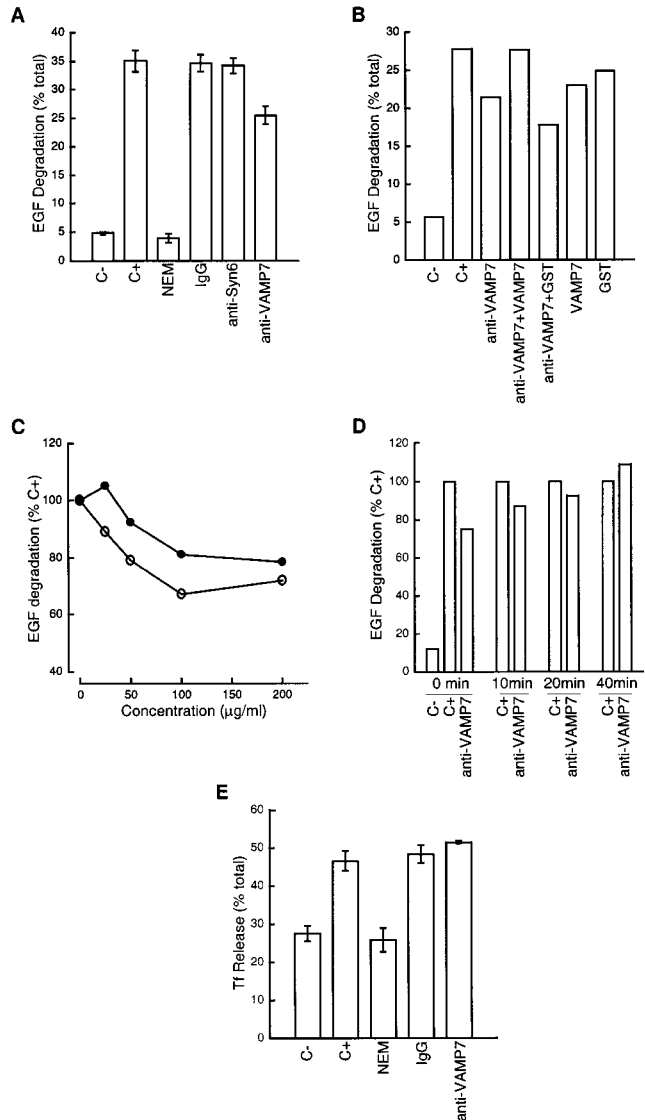 A
EGF Degradation (% total)
40
35
30
25
20
15
10
5
0
C-
C+
NEM
IgG
anti-Syn6
anti-VAMP7
B
EGF Degradation (% total)
30
25
20
15
10
5
0
C-
C+
anti-VAMP7
anti-VAMP7+VAMP7
anti-VAMP7+GST
VAMP7
GST
C
EGF degradation (% C+)
120
100
80
60
40
0
50
100
150
200
Concentration (µg/ml)
D
EGF Degradation (% C+)
120
100
80
60
40
20
0
0 min
10min
20min
40min
C-
C+
anti-VAMP7
C+
anti-VAMP7
C+
anti-VAMP7
C+
anti-VAMP7
E
Tf Release (% total)
60
50
40
30
20
10
0
C-
C+
NEM
IgG
anti-VAMP7